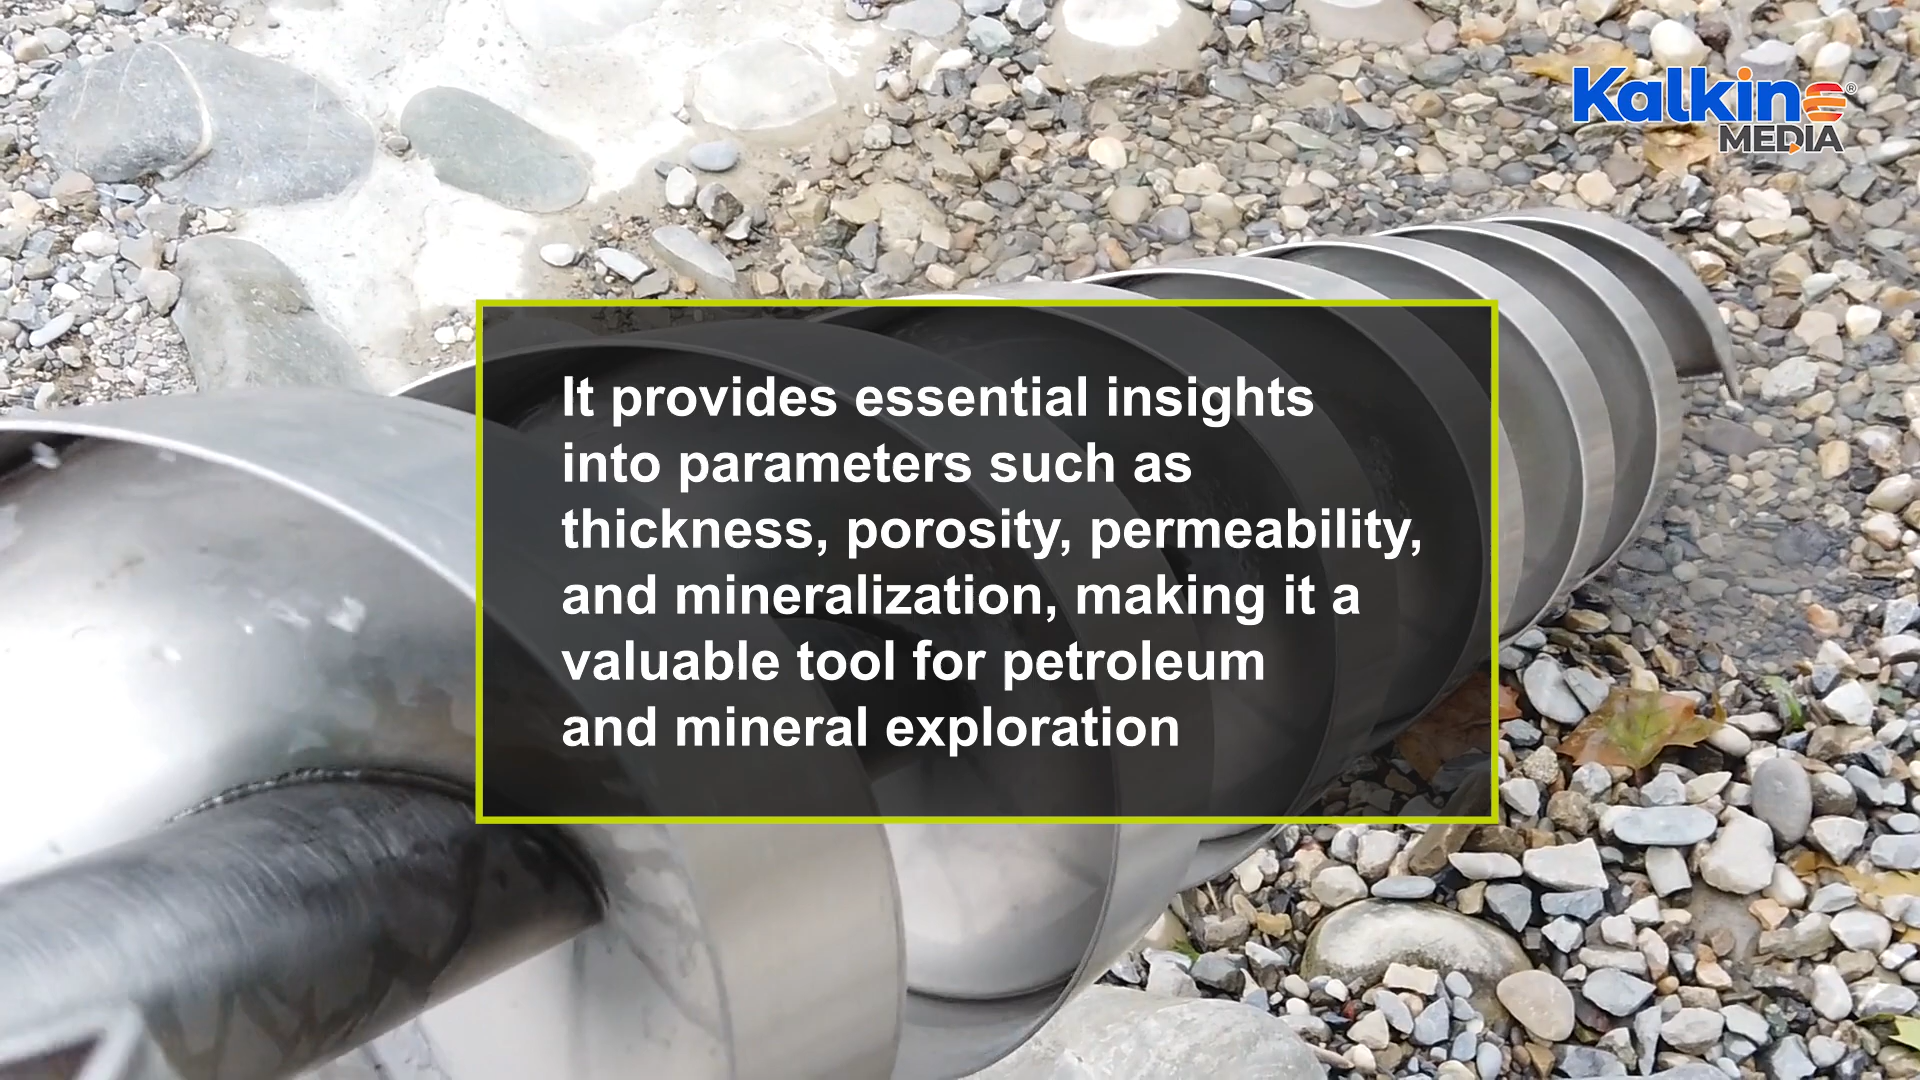 Kalkine®
MEDIA
It provides essential insights
into parameters such as
thickness, porosity, permeability,
and mineralization, making it a
valuable tool for petroleum
and mineral exploration